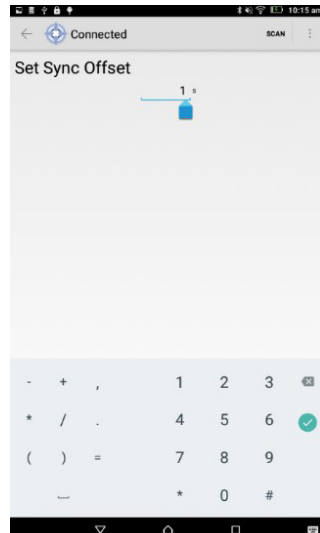 10:15 am
Connected SCAN
Set Sync Offset
1 s
- + , 1 2 3
* / . 4 5 6
( ) = 7 8 9
* 0 #